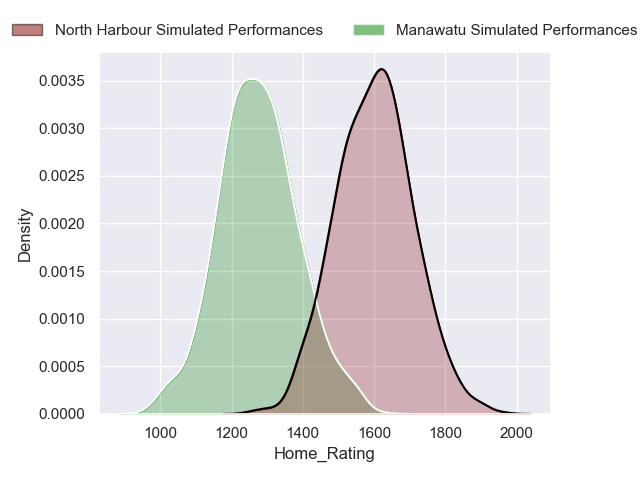 North Harbour Simulated Performances
Manawatu Simulated Performances
0.0035
0.0030
0.0025
0.0020
0.0015
0.0010
0.0005
0.0000
Density
1000 1200 1400 1600 1800 2000
Home_Rating